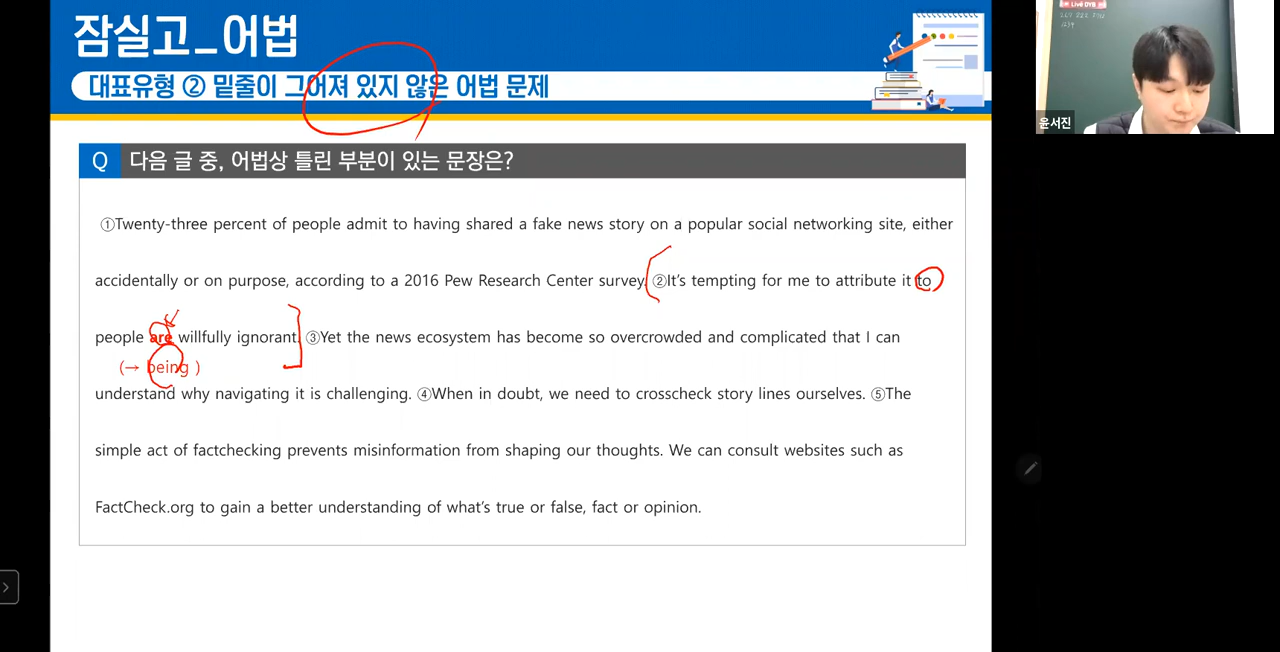 잠실고_어법
대표유형 ② 밑줄이 그어져 있지 않은 어법 문제
Live DYB
윤서진
Q 다음 글 중, 어법상 틀린 부분이 있는 문장은?
①Twenty-three percent of people admit to having shared a fake news story on a popular social networking site, either
accidentally or on purpose, according to a 2016 Pew Research Center survey. ②It's tempting for me to attribute it to
people are willfully ignorant. ③Yet the news ecosystem has become so overcrowded and complicated that I can
(→ being )
understand why navigating it is challenging. ④When in doubt, we need to crosscheck story lines ourselves. ⑤The
simple act of factchecking prevents misinformation from shaping our thoughts. We can consult websites such as
FactCheck.org to gain a better understanding of what's true or false, fact or opinion.